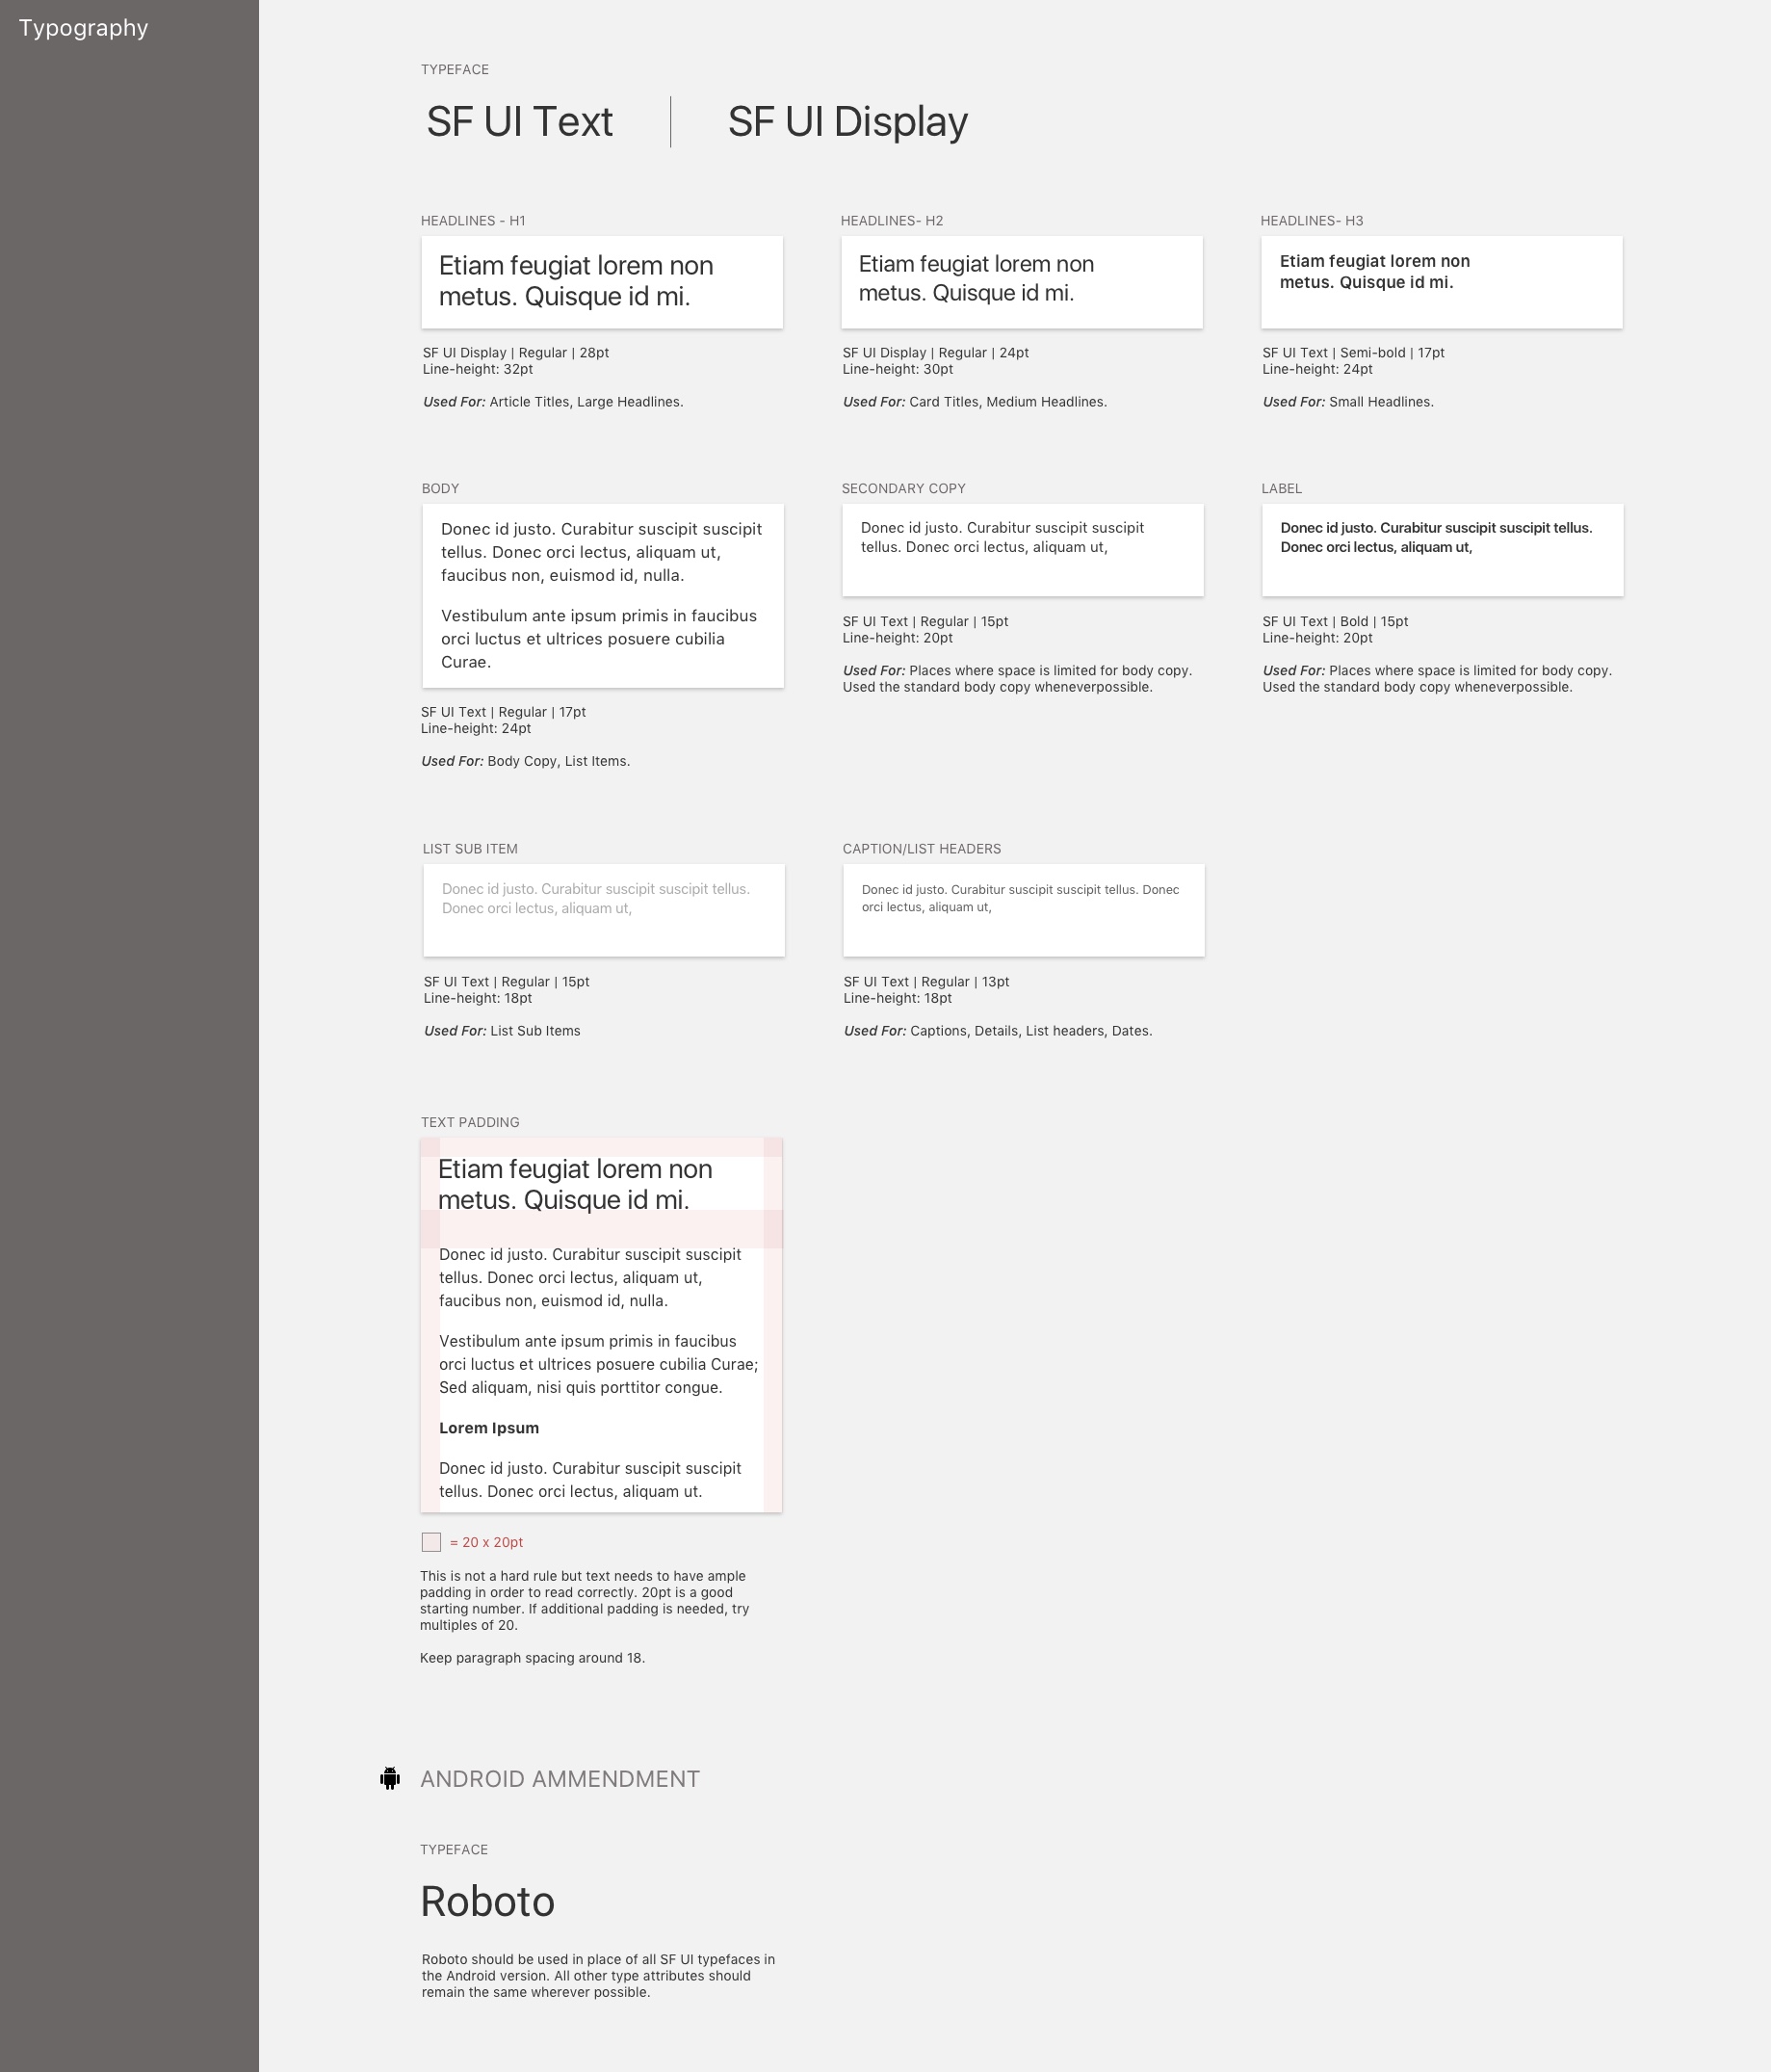 Typography
TYPEFACE
SF UI Text
SF UI Display
HEADLINES - H1
Etiam feugiat lorem non
metus. Quisque id mi.
SF UI Display | Regular | 28pt
Line-height: 32pt
Used For: Article Titles, Large Headlines.
HEADLINES- H2
Etiam feugiat lorem non
metus. Quisque id mi.
SF UI Display | Regular | 24pt
Line-height: 30pt
Used For: Card Titles, Medium Headlines.
HEADLINES- H3
Etiam feugiat lorem non
metus. Quisque id mi.
SF UI Text | Semi-bold | 17pt
Line-height: 24pt
Used For: Small Headlines.
BODY
Donec id justo. Curabitur suscipit suscipit
tellus. Donec orci lectus, aliquam ut,
faucibus non, euismod id, nulla.
Vestibulum ante ipsum primis in faucibus
orci luctus et ultrices posuere cubilia
Curae.
SF UI Text | Regular | 17pt
Line-height: 24pt
Used For: Body Copy, List Items.
SECONDARY COPY
Donec id justo. Curabitur suscipit suscipit
tellus. Donec orci lectus, aliquam ut,
SF UI Text | Regular | 15pt
Line-height: 20pt
Used For: Places where space is limited for body copy.
Used the standard body copy wheneverpossible.
LABEL
Donec id justo. Curabitur suscipit suscipit tellus.
Donec orci lectus, aliquam ut,
SF UI Text | Bold | 15pt
Line-height: 20pt
Used For: Places where space is limited for body copy.
Used the standard body copy wheneverpossible.
LIST SUB ITEM
Donec id justo. Curabitur suscipit suscipit tellus.
Donec orci lectus, aliquam ut,
SF UI Text | Regular | 15pt
Line-height: 18pt
Used For: List Sub Items
CAPTION/LIST HEADERS
Donec id justo. Curabitur suscipit suscipit tellus. Donec
orci lectus, aliquam ut,
SF UI Text | Regular | 13pt
Line-height: 18pt
Used For: Captions, Details, List headers, Dates.
TEXT PADDING
Etiam feugiat lorem non
metus. Quisque id mi.
Donec id justo. Curabitur suscipit suscipit
tellus. Donec orci lectus, aliquam ut,
faucibus non, euismod id, nulla.
Vestibulum ante ipsum primis in faucibus
orci luctus et ultrices posuere cubilia Curae;
Sed aliquam, nisi quis porttitor congue.
Lorem Ipsum
Donec id justo. Curabitur suscipit suscipit
tellus. Donec orci lectus, aliquam ut.
= 20 x 20pt
This is not a hard rule but text needs to have ample
padding in order to read correctly. 20pt is a good
starting number. If additional padding is needed, try
multiples of 20.
Keep paragraph spacing around 18.
ANDROID AMMENDMENT
TYPEFACE
Roboto
Roboto should be used in place of all SF UI typefaces in
the Android version. All other type attributes should
remain the same wherever possible.